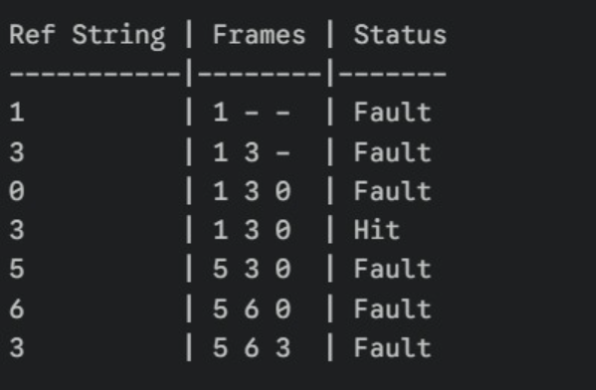 Ref String | Frames | Status
-----------|--------|-------
1          | 1 - -  | Fault
3          | 1 3 -  | Fault
0          | 1 3 0  | Fault
3          | 1 3 0  | Hit
5          | 5 3 0  | Fault
6          | 5 6 0  | Fault
3          | 5 6 3  | Fault